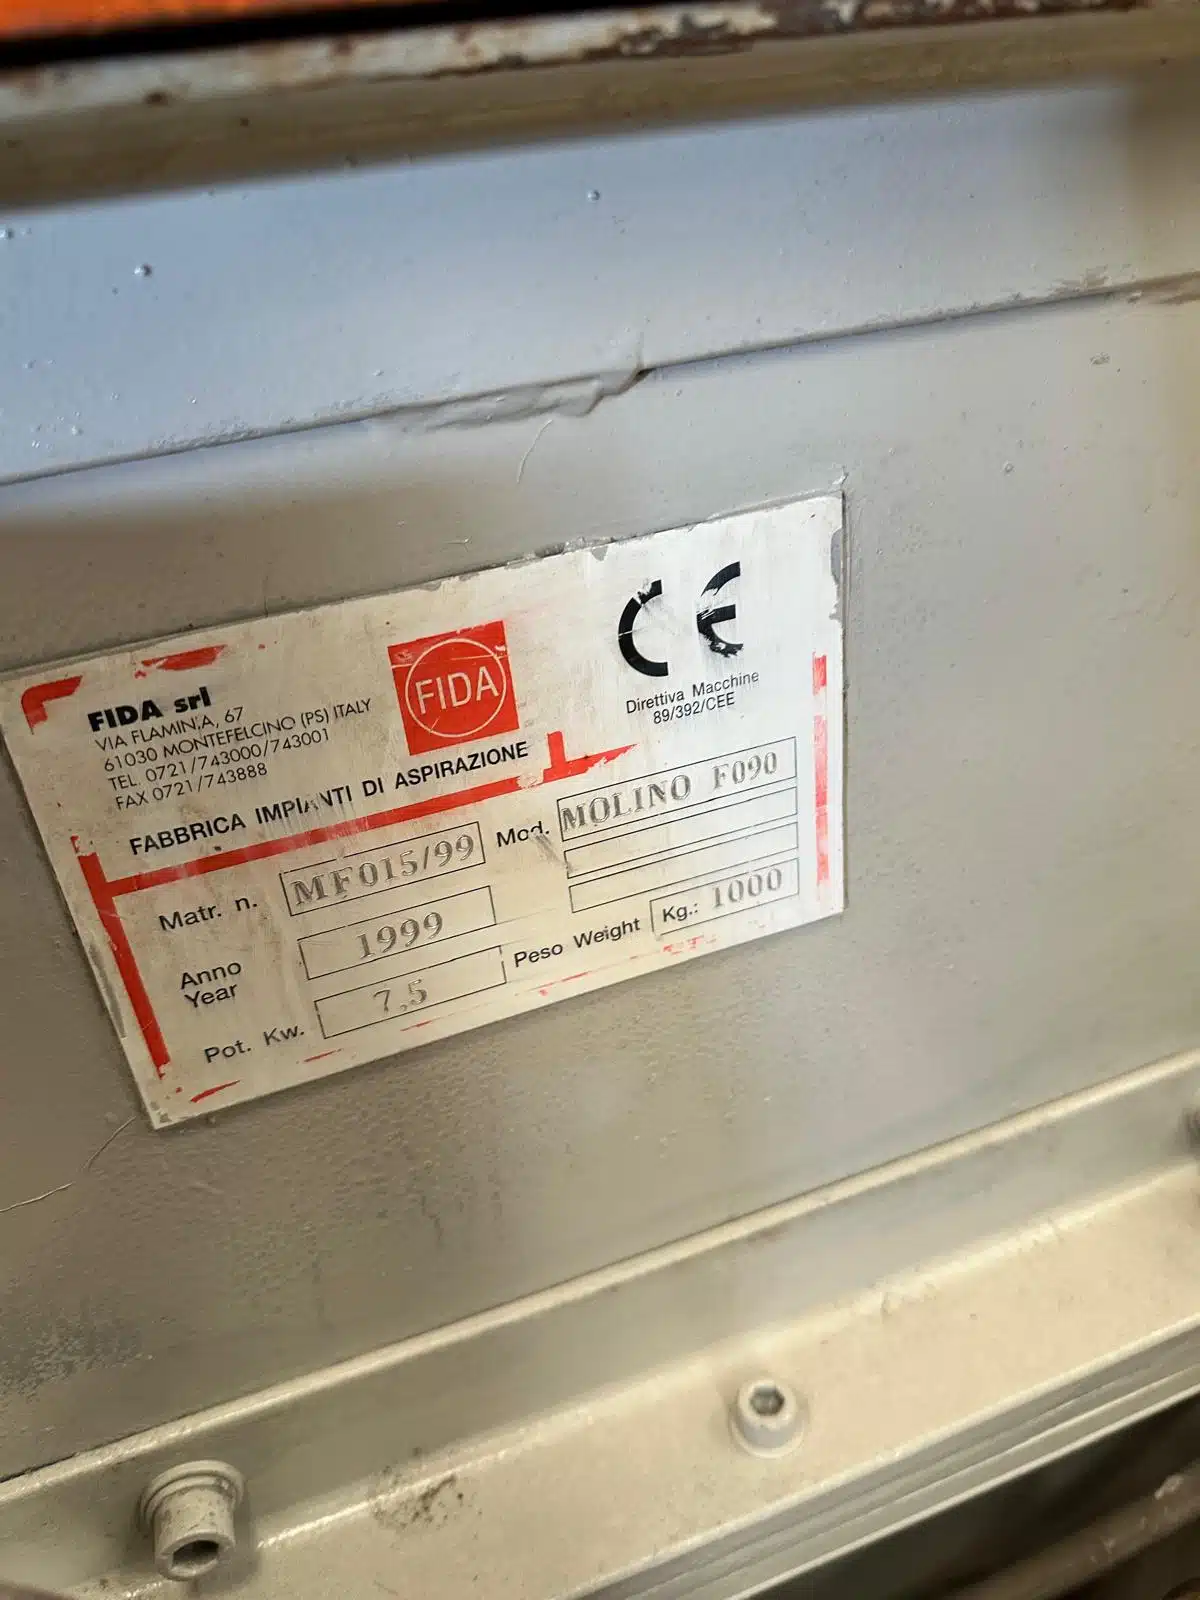 FIDA srl
VIA FLAMINIA, 67
61030 MONTEFELCINO (PS) ITALY
TEL. 0721/743000/743001
FAX 0721/743888
FIDA
CE
Direttiva Macchine
89/392/CEE
FABBRICA IMPIANTI DI ASPIRAZIONE
Matr. n. MF015/99
Mod. MOLINO F090
Anno
Year
1999
Pot. Kw. 7,5
Peso Weight Kg.: 1000